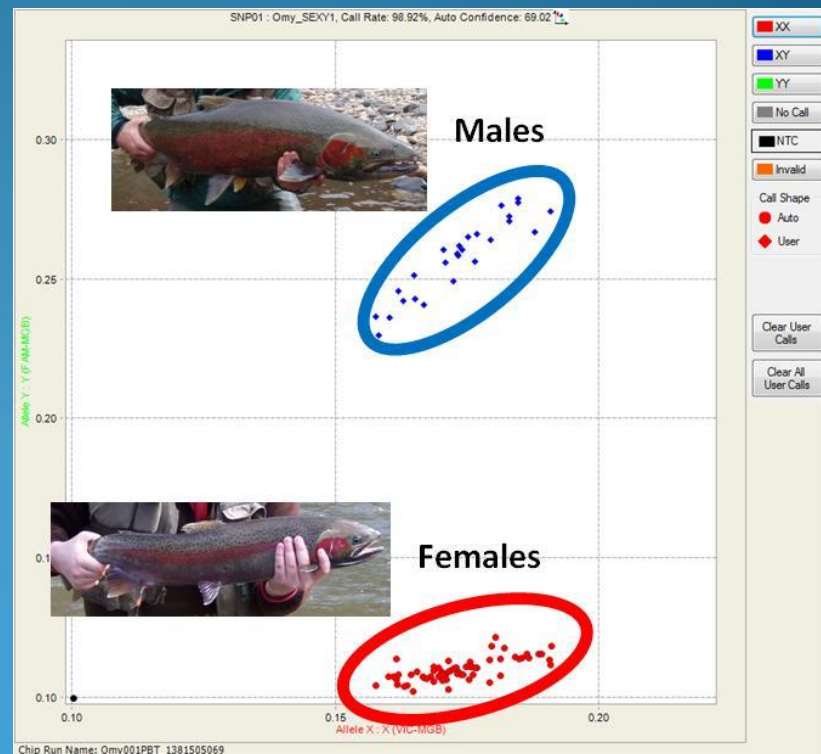 SNP01 : Omy_SEXY1, Call Rate: 98.92%, Auto Confidence: 69.02
XX
XY
YY
No Call
NTC
Invalid
Call Shape
Auto
User
Clear User
Calls
Clear All
User Calls
Males
Females
0.30
0.25
0.20
0.1
0.10
Allele Y : Y (FAM-MGB)
0.10
0.15
0.20
Allele X : X (VIC-MGB)
Chip Run Name: Omy001PBT_1381505069